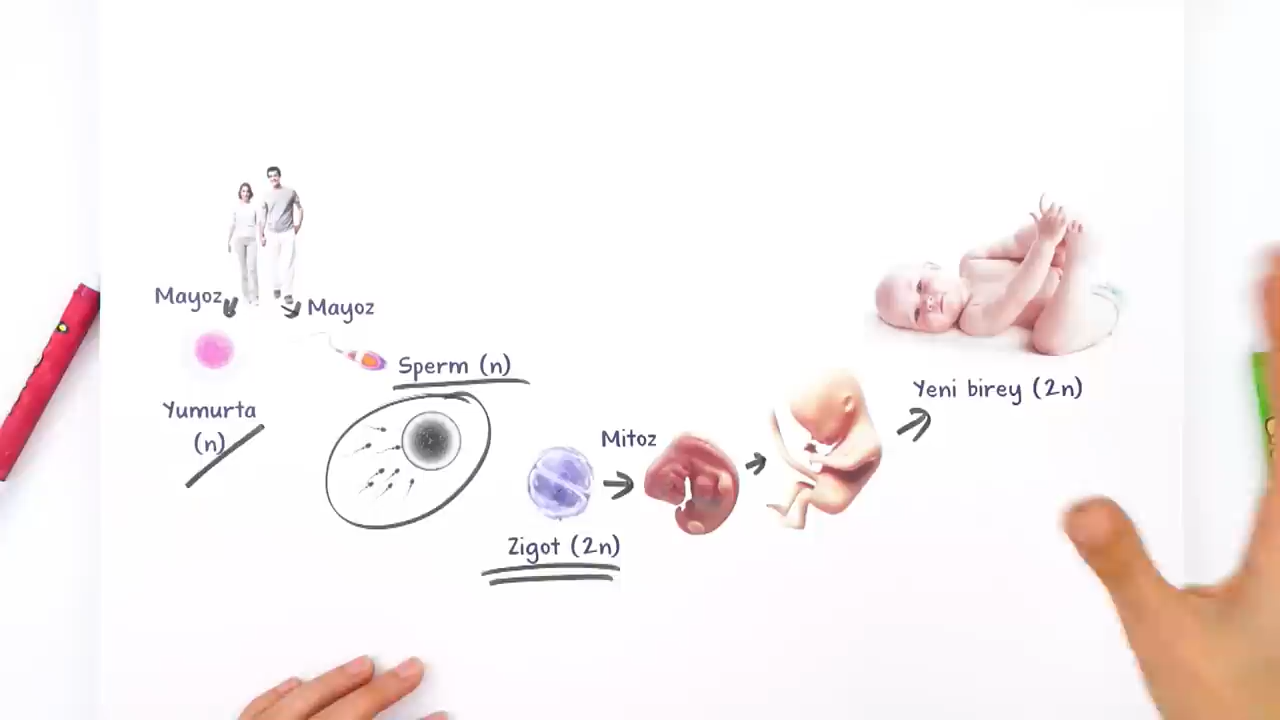 Mayoz
Mayoz
Sperm (n)
Yumurta
(n)
Mitoz
Zigot (2n)
Yeni birey (2n)